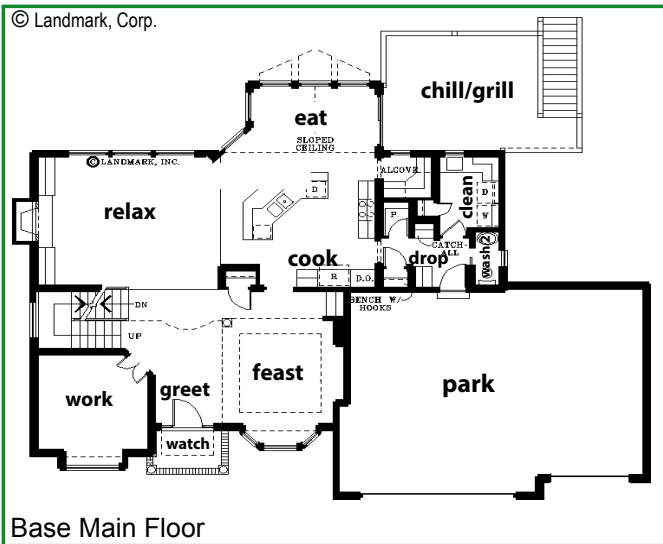 © Landmark, Corp.
chill/grill
eat
SLOPED
CEILING
© LANDMARK, INC.
ALCOVE
relax
D
clean
D
W
P.
drop
CATCH-
ALL
wash/2
cook
R
D.O.
BENCH W/
HOOKS
DN
UP
work
greet
feast
park
watch
Base Main Floor